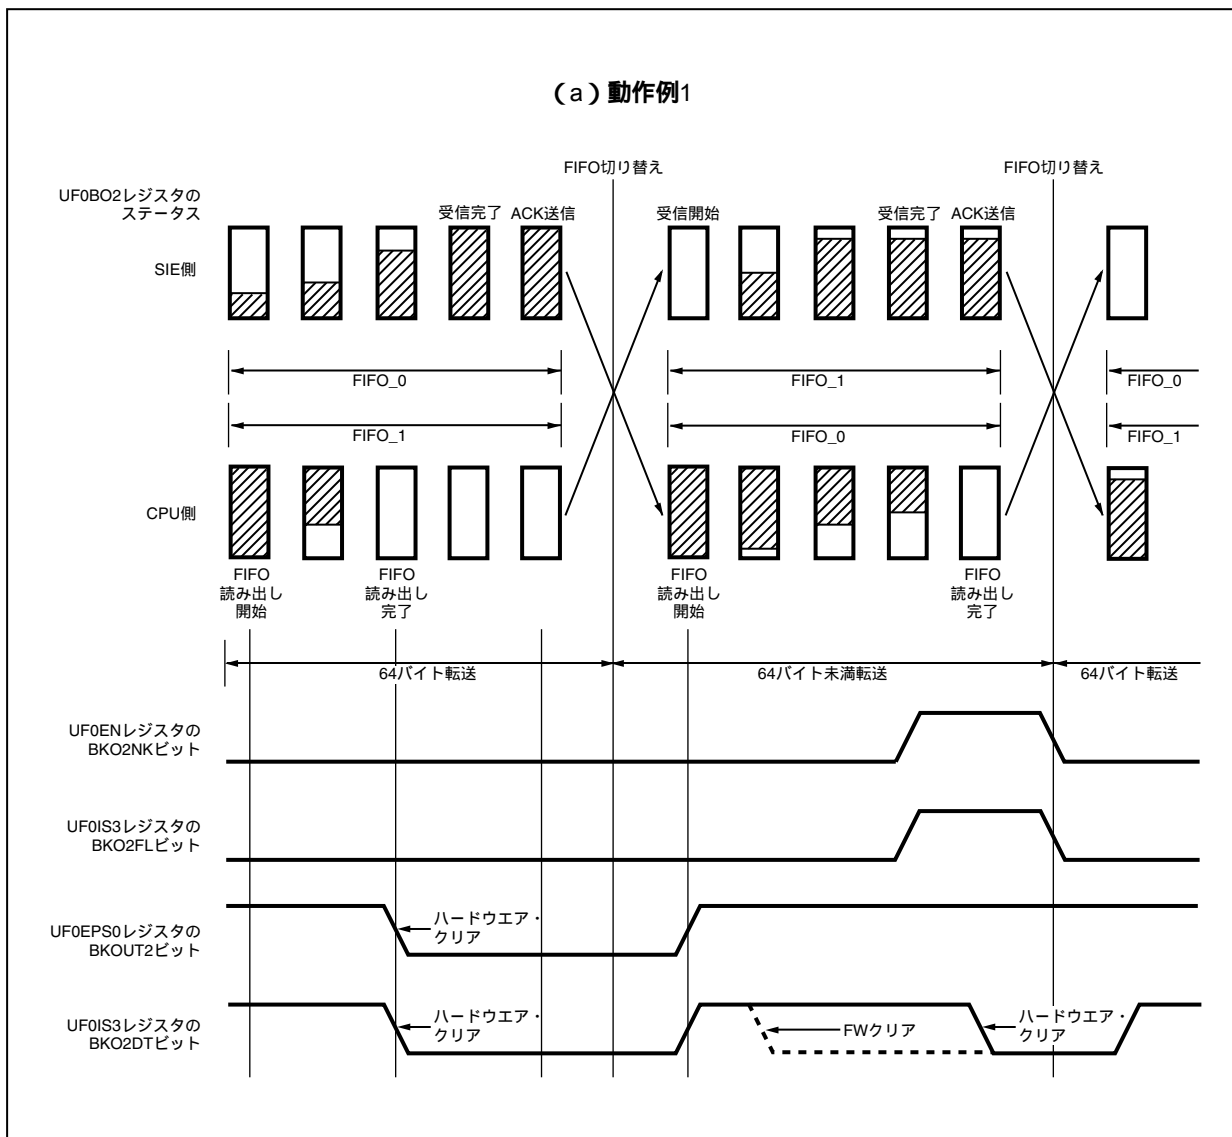 (a)動作例1
FIFO切り替え
FIFO切り替え
UF0BO2レジスタの
ステータス
受信完了
ACK送信
受信開始
受信完了
ACK送信
SIE側
FIFO_0
FIFO_1
FIFO_0
FIFO_1
FIFO_0
FIFO_1
CPU側
FIFO
読み出し
開始
FIFO
読み出し
完了
FIFO
読み出し
開始
FIFO
読み出し
完了
64バイト転送
64バイト未満転送
64バイト転送
UF0ENレジスタの
BKO2NKビット
UF0IS3レジスタの
BKO2FLビット
UF0EPS0レジスタの
BKOUT2ビット
ハードウエア・
クリア
UF0IS3レジスタの
BKO2DTビット
ハードウエア・
クリア
FWクリア
ハードウエア・
クリア